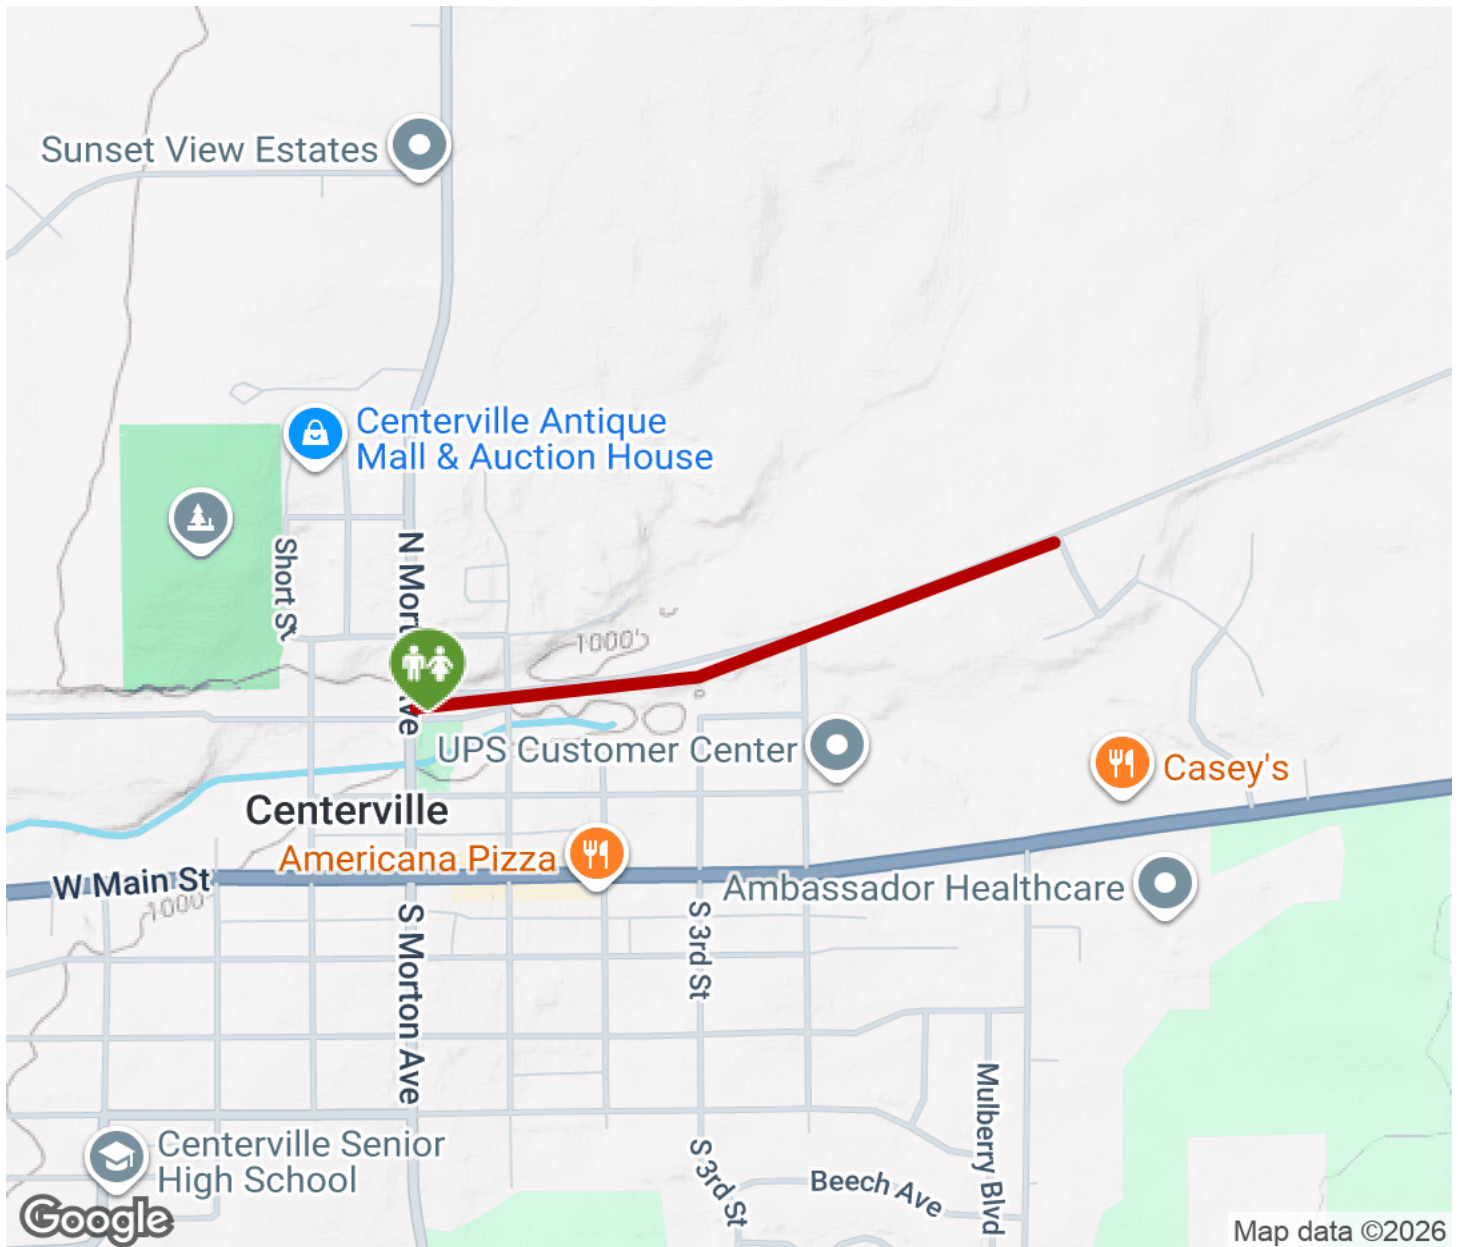 Sunset View Estates
Centerville Antique
Mall & Auction House
Short St
N Mort
Ave
1000'
UPS Customer Center
Casey's
Centerville
Americana Pizza
W Main St
1000
Ambassador Healthcare
S 3rd St
S Morton Ave
Mulberry Blvd
Centerville Senior
High School
S 3rd St
Beech Ave
Google
Map data ©2026